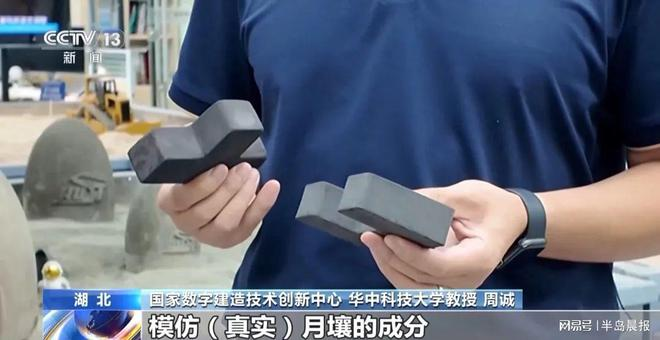 CCTV 13
新闻
湖北
国家数字建造技术创新中心 华中科技大学教授 周诚
模仿（真实）月壤的成分
网易号 | 半岛晨报